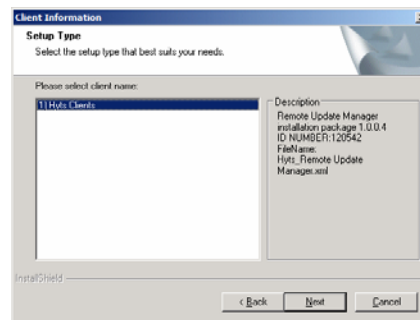 Client Information
Setup Type
Select the setup type that best suits your needs.
Please select client name:
1) Hyts Clients
Description
Remote Update Manager
installation package 1.0.0.4
ID NUMBER:120542
FileName:
Hyts_Remote Update
Manager.xml
InstallShield
< Back
Next
Cancel